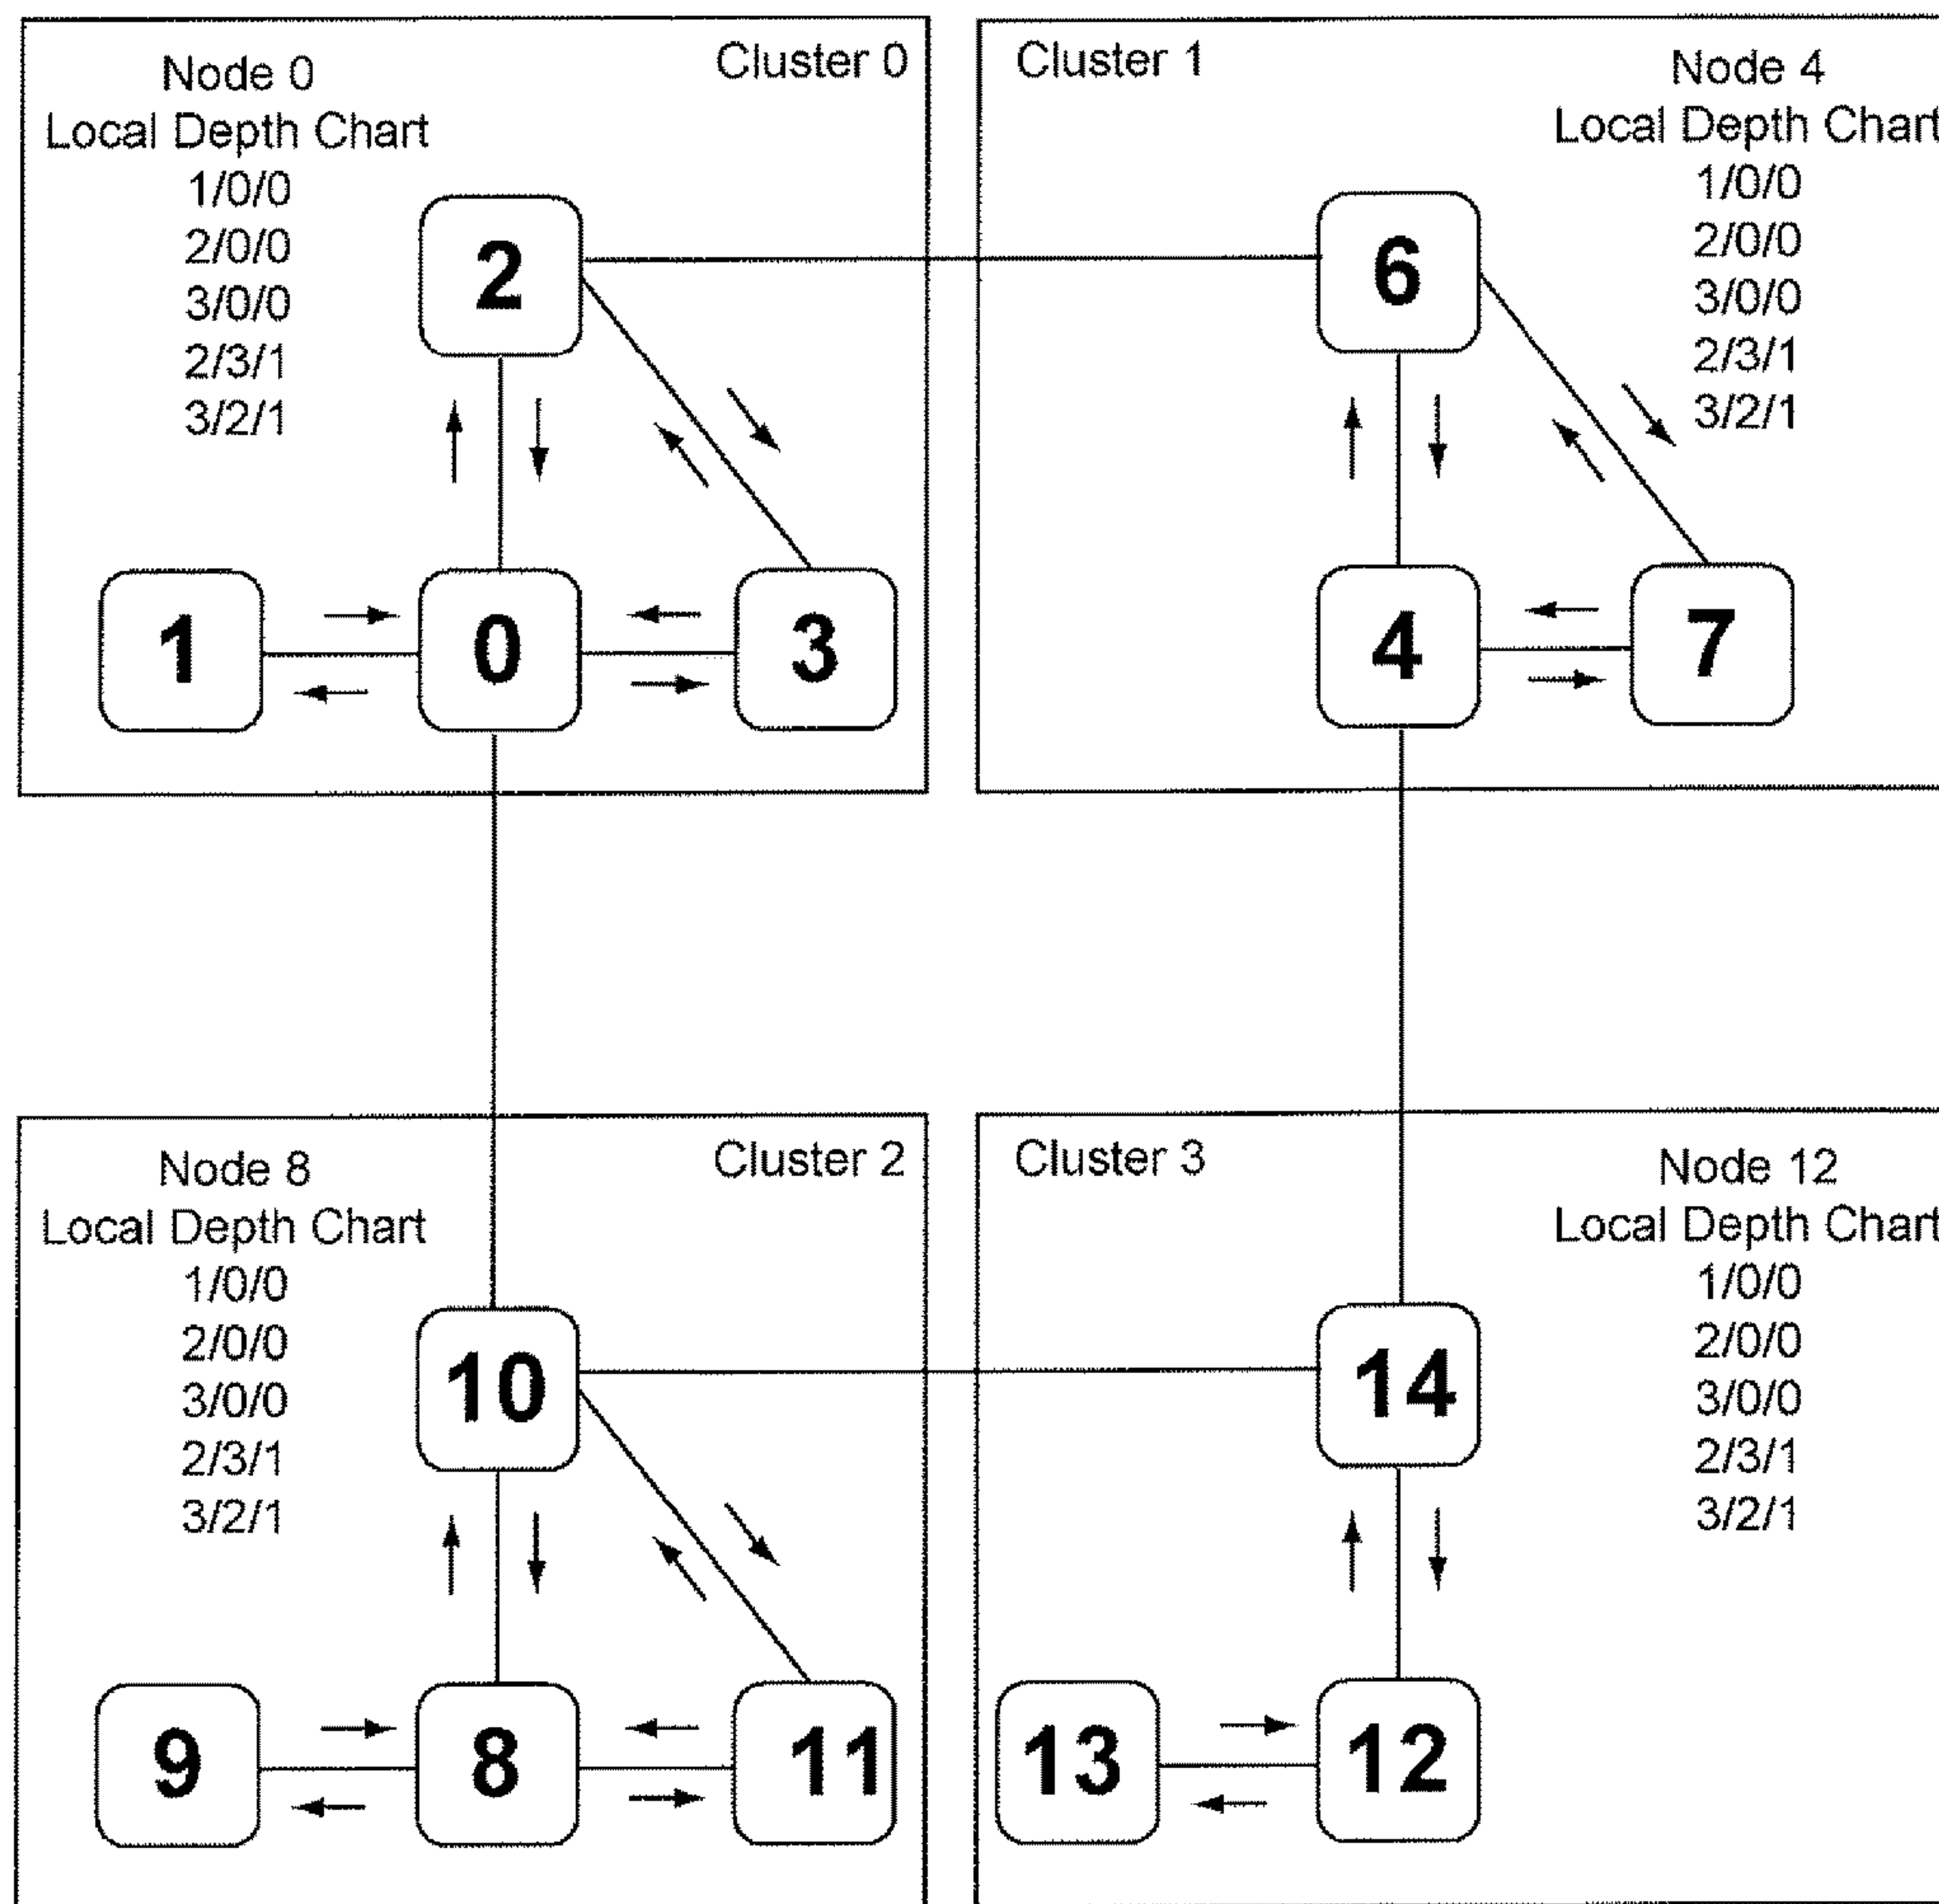 Node 0
Cluster 0
Local Depth Chart
1/0/0
2/0/0
3/0/0
2/3/1
3/2/1
2
1
0
3
Cluster 1
Node 4
Local Depth Chart
1/0/0
2/0/0
3/0/0
2/3/1
3/2/1
6
4
7
Node 8
Cluster 2
Local Depth Chart
1/0/0
2/0/0
3/0/0
2/3/1
3/2/1
10
9
8
11
Cluster 3
Node 12
Local Depth Chart
1/0/0
2/0/0
3/0/0
2/3/1
3/2/1
14
13
12